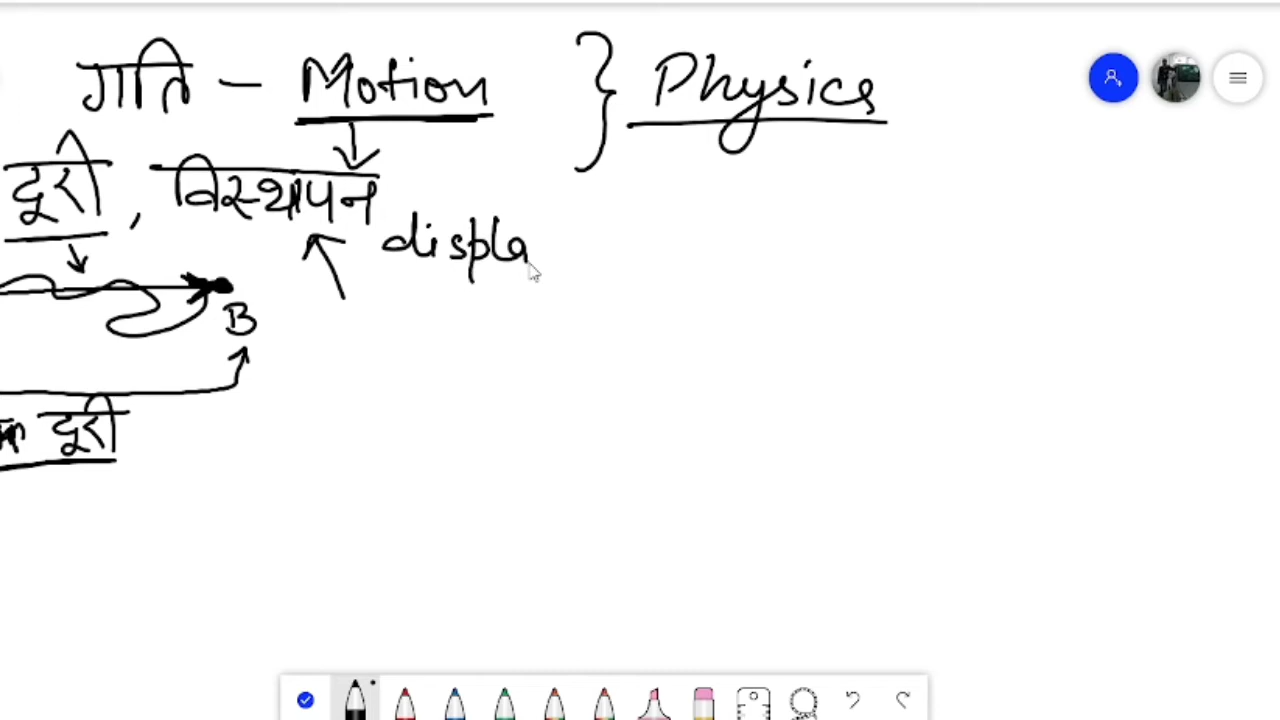 गति - Motion } Physics
दूरी, विस्थापन
displa
B
दूरी